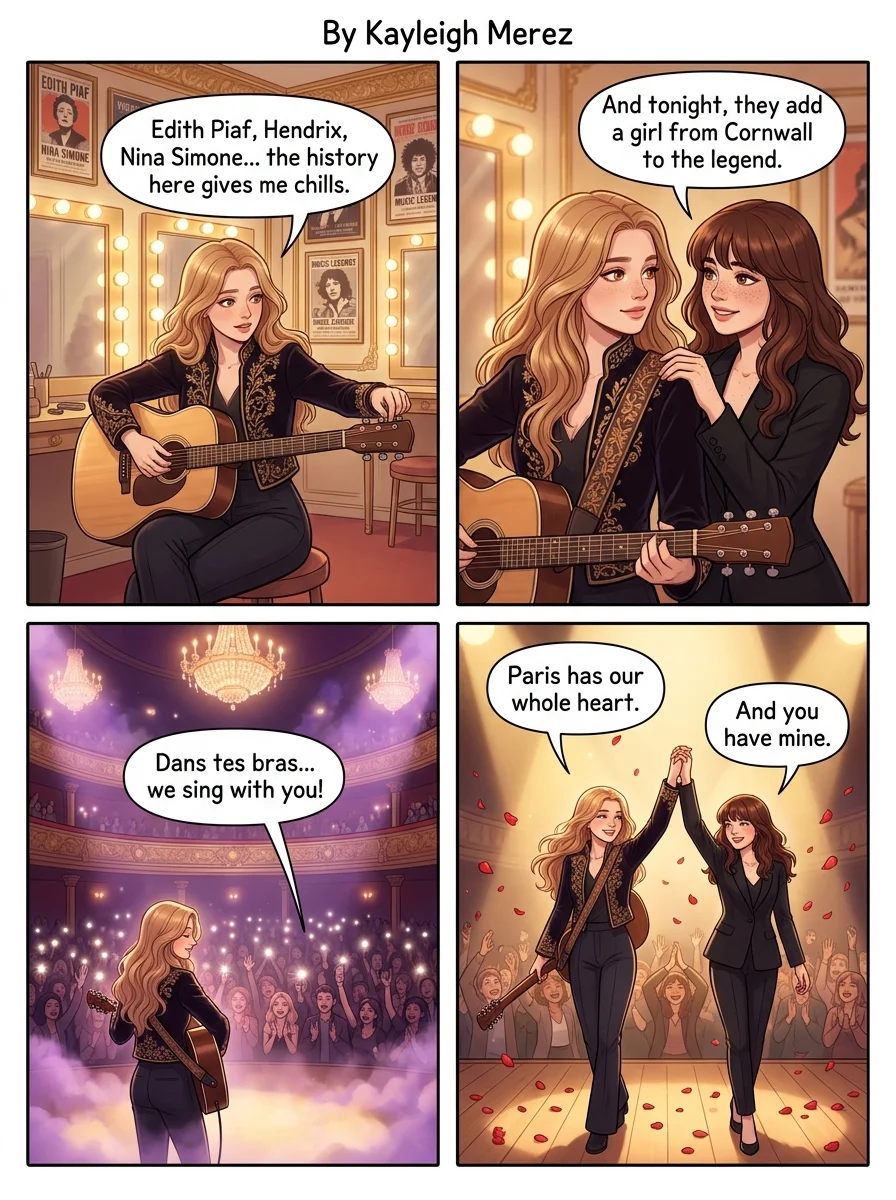 By Kayleigh Merez
EDITH PIAF
NINA SIMONE
Edith Piaf, Hendrix,
Nina Simone... the history
here gives me chills.
And tonight, they add
a girl from Cornwall
to the legend.
Dans tes bras...
we sing with you!
Paris has our
whole heart.
And you
have mine.